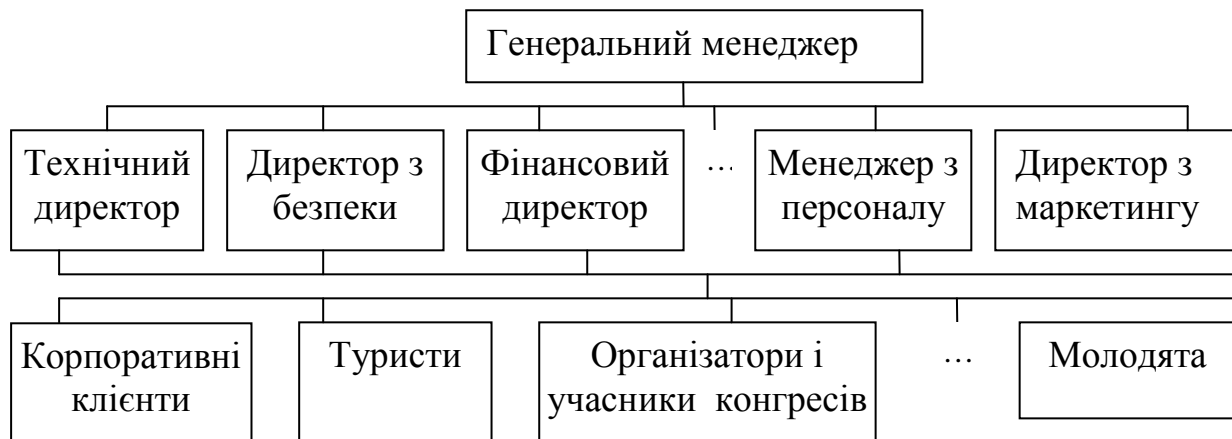 Генеральний менеджер
Технічний
директор
Директор з
безпеки
Фінансовий
директор
...
Менеджер з
персоналу
Директор з
маркетингу
Корпоративні
клієнти
Туристи
Організатори і
учасники конгресів
...
Молодята